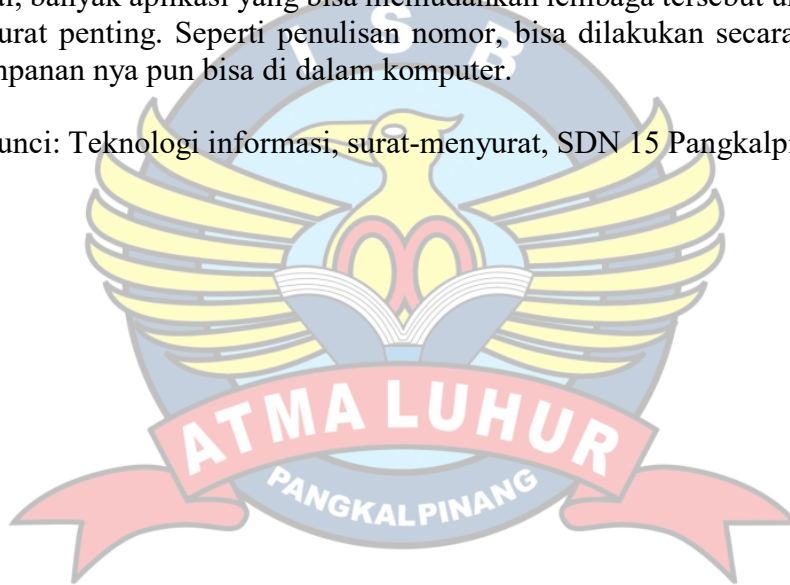 banyak aplikasi yang bisa memudahkan lembaga tersebut
urat penting. Seperti penulisan nomor, bisa dilakukan secara
npanan nya pun bisa di dalam komputer.
unci: Teknologi informasi, surat-menyurat, SDN 15 Pangkalpi
I S B
ATMA LUHUR
PANGKALPINANG